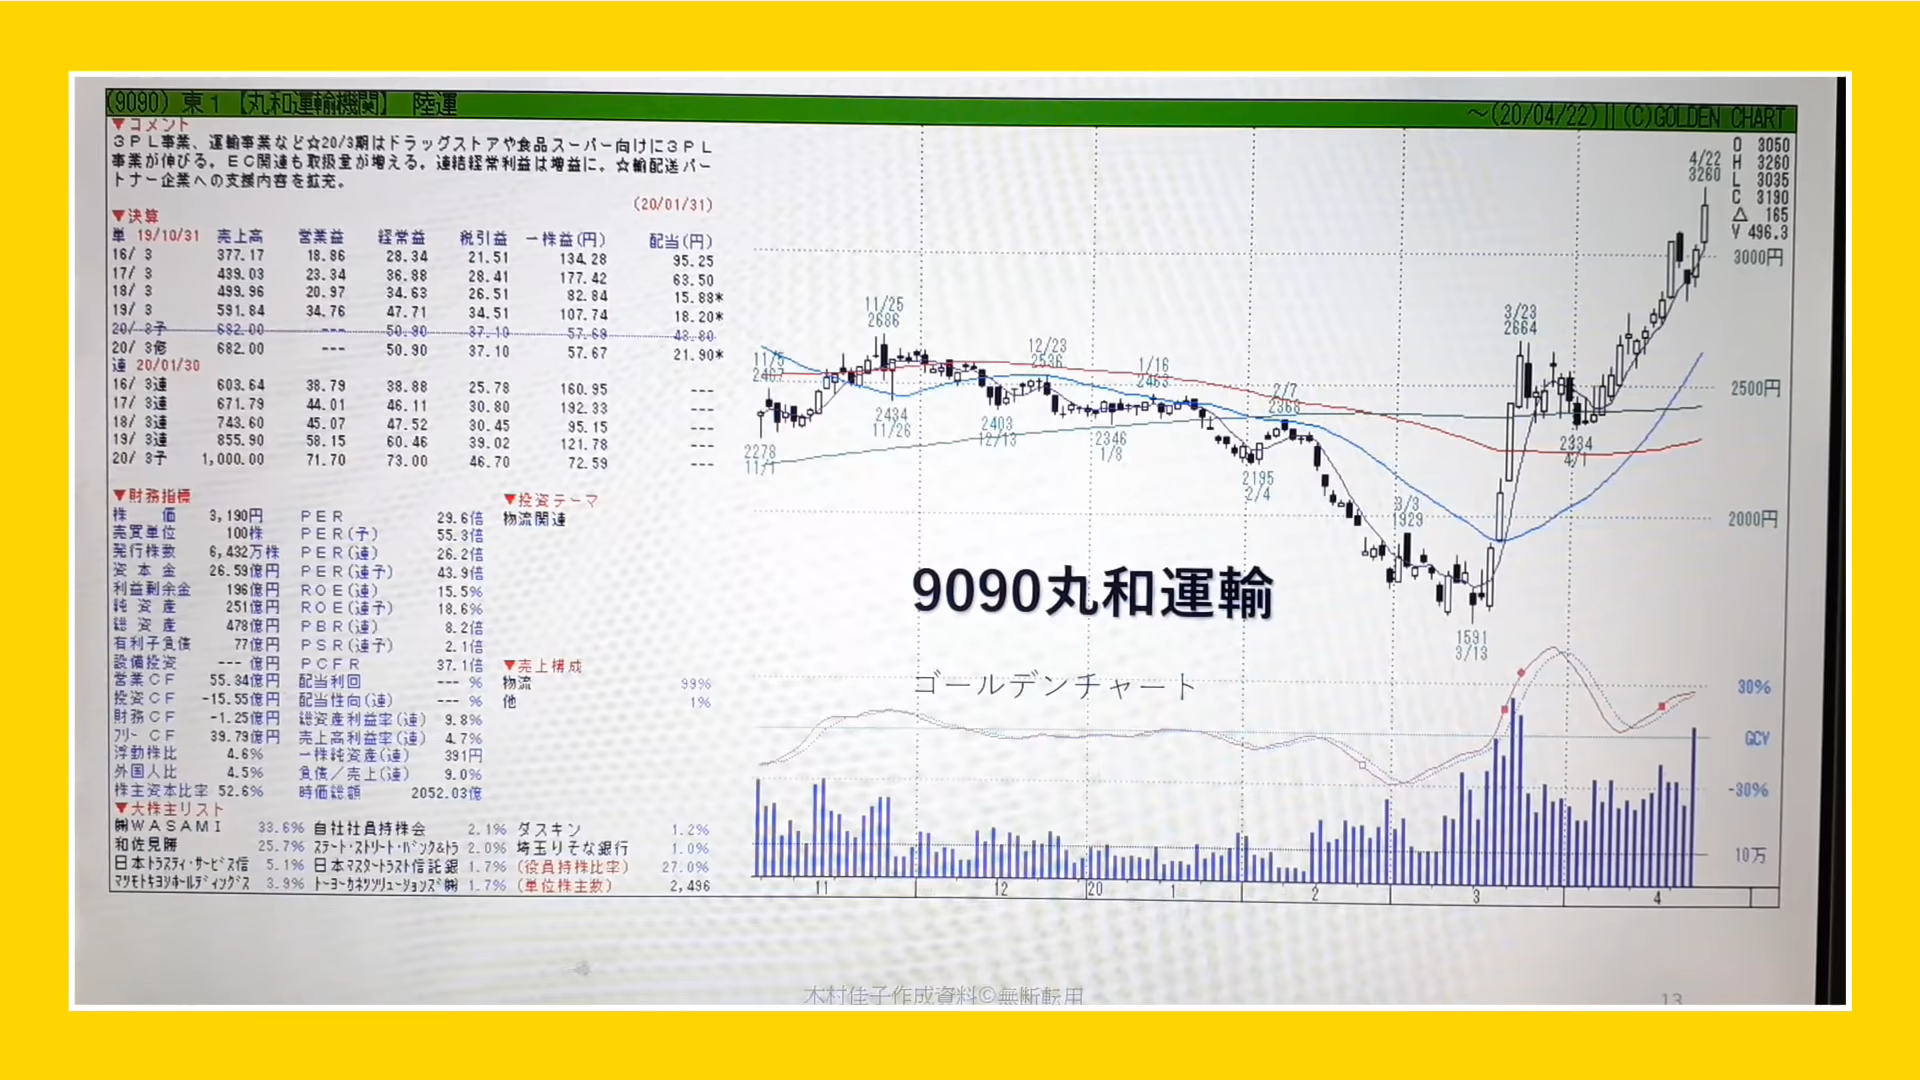 (9090) 東１【丸和運輸機関】 陸運
～(20/04/22)||(C)GOLDEN CHART
▼コメント
３ＰＬ事業、運輸事業など☆20/3期はドラッグストアや食品スーパー向けに３ＰＬ
事業が伸びる。ＥＣ関連も取扱量が増える。連結経常利益は増益に。☆輸配送パー
トナー企業への支援内容を拡充。
(20/01/31)
▼決算
単 19/10/31 売上高 営業益 経常益 税引益 一株益(円) 配当(円)
16/ 3 377.17 18.86 28.34 21.51 134.28 95.25
17/ 3 439.03 23.34 36.88 28.41 177.42 63.50
18/ 3 499.96 20.97 34.63 26.51 82.84 15.88*
19/ 3 591.84 34.76 47.71 34.51 107.74 18.20*
20/ 3予 682.00 --- 50.90 37.10 57.69 43.80
20/ 3修 682.00 --- 50.90 37.10 57.67 21.90*
連 20/01/30
16/ 3連 603.64 38.79 38.88 25.78 160.95 ---
17/ 3連 671.79 44.01 46.11 30.80 192.33 ---
18/ 3連 743.60 45.07 47.52 30.45 95.15 ---
19/ 3連 855.90 58.15 60.46 39.02 121.78 ---
20/ 3予 1,000.00 71.70 73.00 46.70 72.59 ---
▼財務指標
株 価 3,190円 ＰＥＲ 29.6倍
売買単位 100株 ＰＥＲ(予) 55.3倍
発行株数 6,432万株 ＰＥＲ(連) 26.2倍
資本金 26.59億円 ＰＥＲ(連予) 43.9倍
利益剰余金 196億円 ＲＯＥ(連) 15.5%
純資産 251億円 ＲＯＥ(連予) 18.6%
総資産 478億円 ＰＢＲ(連) 8.2倍
有利子負債 77億円 ＰＳＲ(連予) 2.1倍
設備投資 --- 億円 ＰＣＦＲ 37.1倍
営業ＣＦ 55.34億円 配当利回 --- %
投資ＣＦ -15.55億円 配当性向(連) --- %
財務ＣＦ -1.25億円 総資産利益率(連) 9.8%
ﾌﾘｰ ＣＦ 39.79億円 売上高利益率(連) 4.7%
浮動株比 4.6% 一株純資産(連) 391円
外国人比 4.5% 負債／売上(連) 9.0%
株主資本比率 52.6% 時価総額 2052.03億
▼投資テーマ
物流関連
▼売上構成
物流 99%
他 1%
▼大株主リスト
㈱ＷＡＳＡＭＩ 33.6% 自社社員持株会 2.1% ダスキン 1.2%
和佐見勝 25.7% ｽﾃｰﾄ･ｽﾄﾘｰﾄ･ﾊﾞﾝｸ&ﾄﾗ 2.0% 埼玉りそな銀行 1.0%
日本ﾄﾗｽﾃｨ･ｻｰﾋﾞｽ信 5.1% 日本ﾏｽﾀｰﾄﾗｽﾄ信託銀 1.7% (役員持株比率) 27.0%
ﾏﾂﾓﾄｷﾖｼﾎｰﾙﾃﾞｨﾝｸﾞｽ 3.9% ﾄｰﾖｰｶﾈﾂｿﾘｭｰｼｮﾝｽﾞ㈱ 1.7% (単位株主数) 2,496
O 3050
H 3260
L 3035
C 3190
△ 165
V 496.3
4/22
3260
3000円
11/25
2686
3/23
2664
12/23
2536
11/5
2467
1/16
2463
2/7
2368
2500円
2434
11/26
2403
12/13
2346
1/8
2334
4/1
2278
11/1
2195
2/4
3/3
1929
2000円
9090丸和運輸
1591
3/13
ゴールデンチャート
30%
GCY
-30%
10万
11 12 20 1 2 3 4
木村佳子作成資料©無断転用
13